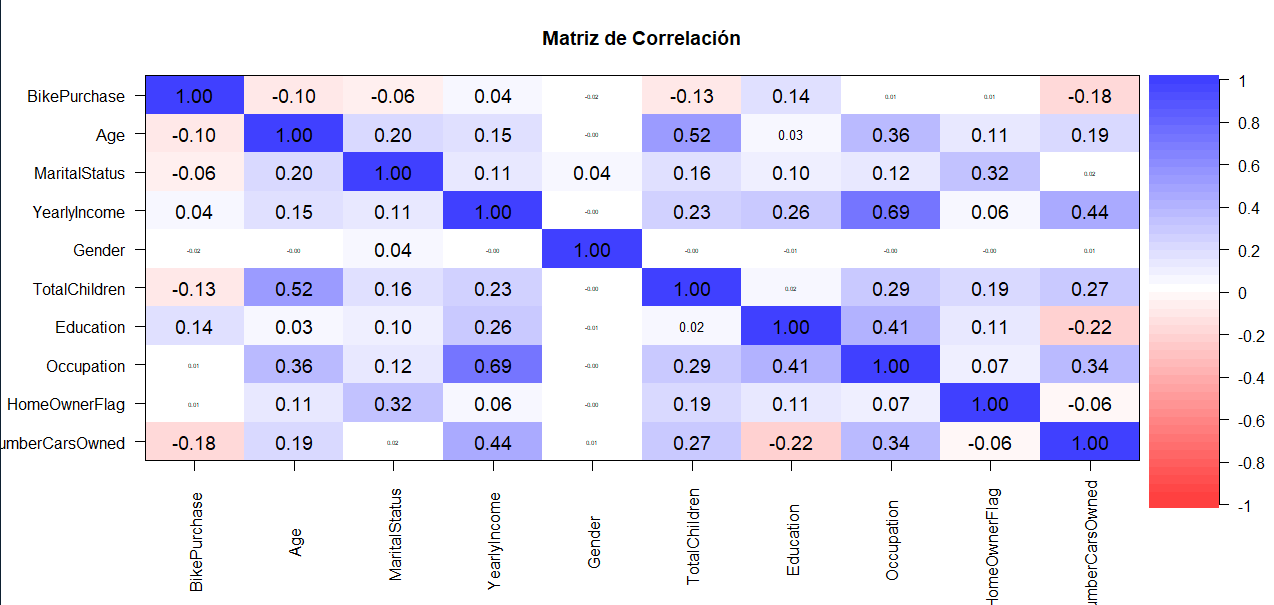 Matriz de Correlación
BikePurchase 1.00 -0.10 -0.06 0.04 -0.02 -0.13 0.14 0.01 0.01 -0.18
Age -0.10 1.00 0.20 0.15 -0.00 0.52 0.03 0.36 0.11 0.19
MaritalStatus -0.06 0.20 1.00 0.11 0.04 0.16 0.10 0.12 0.32 0.02
YearlyIncome 0.04 0.15 0.11 1.00 -0.00 0.23 0.26 0.69 0.06 0.44
Gender -0.02 -0.00 0.04 -0.00 1.00 -0.00 -0.01 -0.00 -0.00 0.01
TotalChildren -0.13 0.52 0.16 0.23 -0.00 1.00 0.02 0.29 0.19 0.27
Education 0.14 0.03 0.10 0.26 -0.01 0.02 1.00 0.41 0.11 -0.22
Occupation 0.01 0.36 0.12 0.69 -0.00 0.29 0.41 1.00 0.07 0.34
HomeOwnerFlag 0.01 0.11 0.32 0.06 -0.00 0.19 0.11 0.07 1.00 -0.06
umberCarsOwned -0.18 0.19 0.02 0.44 0.01 0.27 -0.22 0.34 -0.06 1.00
BikePurchase
Age
MaritalStatus
YearlyIncome
Gender
TotalChildren
Education
Occupation
HomeOwnerFlag
umberCarsOwned
1
0.8
0.6
0.4
0.2
0
-0.2
-0.4
-0.6
-0.8
-1